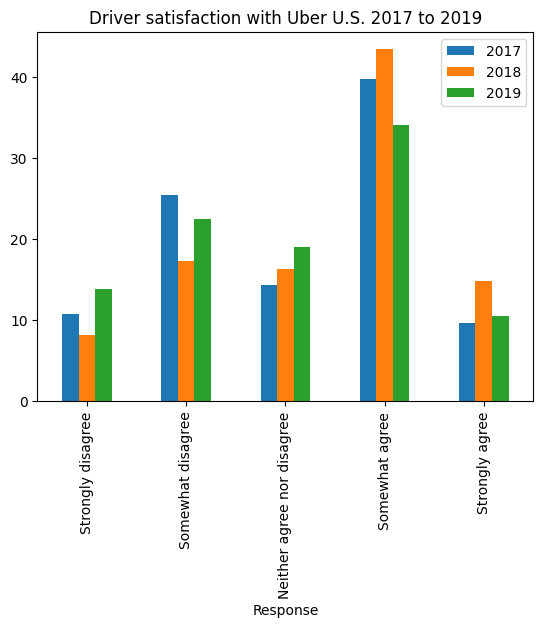 Driver satisfaction with Uber U.S. 2017 to 2019
2017
2018
2019
40
30
20
10
0
Strongly disagree
Somewhat disagree
Neither agree nor disagree
Somewhat agree
Strongly agree
Response